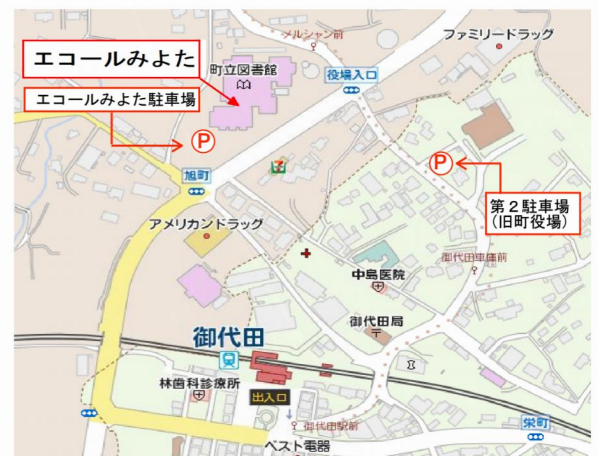 メルシャン前
ファミリードラッグ
エコールみよた
町立図書館
役場入口
エコールみよた駐車場
P
P
旭町
第2駐車場
(旧町役場)
アメリカンドラッグ
中島医院
御代田車庫前
御代田局
御代田
林歯科診療所
出入口
御代田駅前
栄町
ベスト電器